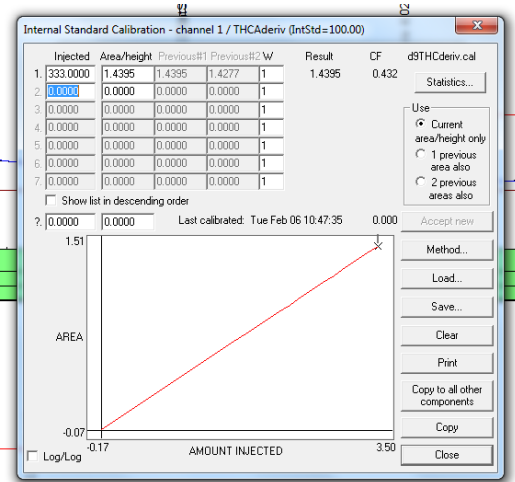 Internal Standard Calibration - channel 1 / THCAderiv (IntStd=100.00)
Injected Area/height Previous#1 Previous#2 W Result CF d9THCderiv.cal
1. 333.0000 1.4395 1.4395 1.4277 1 1.4395 0.432
2. 0.0000 0.0000 0.0000 0.0000 1
3. 0.0000 0.0000 0.0000 0.0000 1
4. 0.0000 0.0000 0.0000 0.0000 1
5. 0.0000 0.0000 0.0000 0.0000 1
6. 0.0000 0.0000 0.0000 0.0000 1
7. 0.0000 0.0000 0.0000 0.0000 1
Show list in descending order
?. 0.0000 0.0000 Last calibrated: Tue Feb 06 10:47:35 0.000
1.51
AREA
-0.07
-0.17
AMOUNT INJECTED
3.50
Log/Log
Statistics...
Use
Current
area/height only
1 previous
area also
2 previous
areas also
Accept new
Method...
Load...
Save...
Clear
Print
Copy to all other
components
Copy
Close